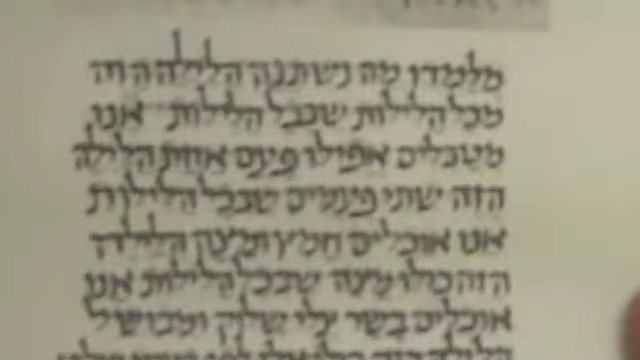 מלמדו מה נשתנה הלילה הזה
מכל הלילות שבכל הלילות אנו
מטבלים אפילו פעם אחת הלילה
הזה שתי פעמים שבכל הלילות
אנו אוכלים חמץ ומצה הלילה
הזה כולו מצה שבכל הלילות אנו
אוכלים בשר צלי שלוק ומבושל